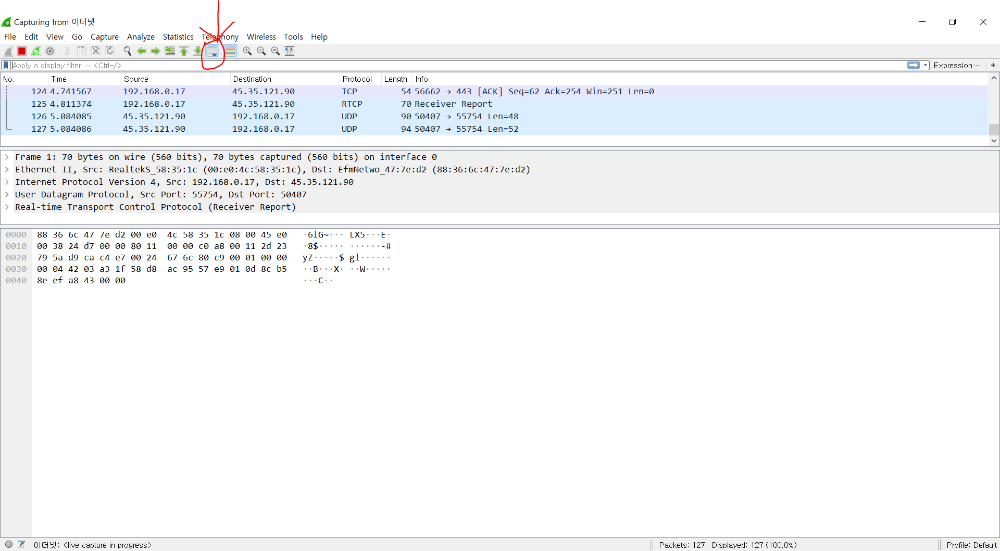 Capturing from 이더넷
File Edit View Go Capture Analyze Statistics Telephony Wireless Tools Help
Apply a display filter ... <Ctrl-/> Expression... +
No. Time Source Destination Protocol Length Info
124 4.741567 192.168.0.17 45.35.121.90 TCP 54 56662 → 443 [ACK] Seq=62 Ack=254 Win=251 Len=0
125 4.811374 192.168.0.17 45.35.121.90 RTCP 70 Receiver Report
126 5.084085 45.35.121.90 192.168.0.17 UDP 90 50407 → 55754 Len=48
127 5.084086 45.35.121.90 192.168.0.17 UDP 94 50407 → 55754 Len=52
Frame 1: 70 bytes on wire (560 bits), 70 bytes captured (560 bits) on interface 0
Ethernet II, Src: RealtekS_58:35:1c (00:e0:4c:58:35:1c), Dst: EfmNetwo_47:7e:d2 (88:36:6c:47:7e:d2)
Internet Protocol Version 4, Src: 192.168.0.17, Dst: 45.35.121.90
User Datagram Protocol, Src Port: 55754, Dst Port: 50407
Real-time Transport Control Protocol (Receiver Report)
0000 88 36 6c 47 7e d2 00 e0 4c 58 35 1c 08 00 45 e0 ·6lG~··· LX5···E·
0010 00 38 24 d7 00 00 80 11 00 00 c0 a8 00 11 2d 23 ·8$····· ······-#
0020 79 5a d9 ca c4 e7 00 24 67 6c 80 c9 00 01 00 00 yZ·····$ gl······
0030 00 04 42 03 a3 1f 58 d8 ac 95 57 e9 01 0d 8c b5 ··B···X· ··W·····
0040 8e ef a8 43 00 00 ···C··
이더넷: <live capture in progress> Packets: 127 · Displayed: 127 (100,0%) Profile: Default